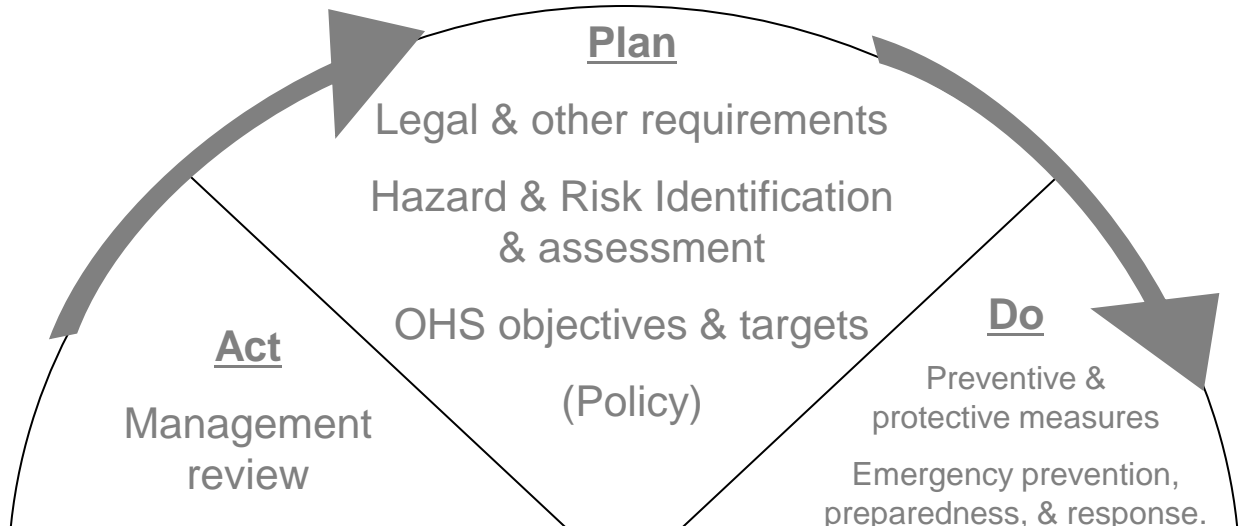 Plan
Legal & other requirements
Hazard & Risk Identification
& assessment
OHS objectives & targets
(Policy)
Do
Preventive &
protective measures
Emergency prevention,
preparedness, & response.
Act
Management
review